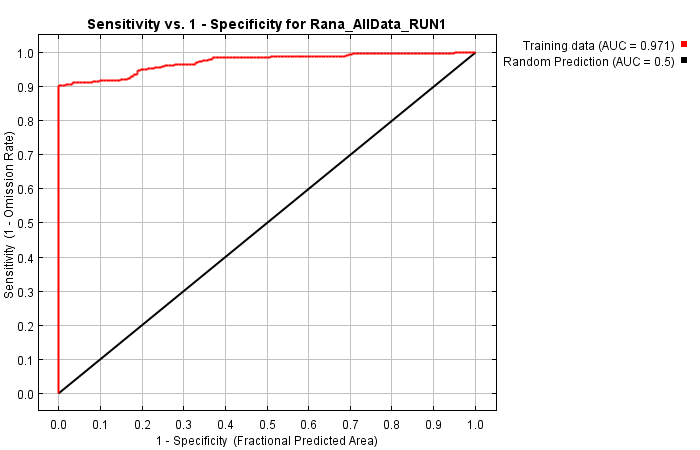 Sensitivity vs. 1 - Specificity for Rana_AllData_RUN1
Training data (AUC = 0.971)
Random Prediction (AUC = 0.5)
Sensitivity (1 - Omission Rate)
1.0
0.9
0.8
0.7
0.6
0.5
0.4
0.3
0.2
0.1
0.0
0.0 0.1 0.2 0.3 0.4 0.5 0.6 0.7 0.8 0.9 1.0
1 - Specificity (Fractional Predicted Area)